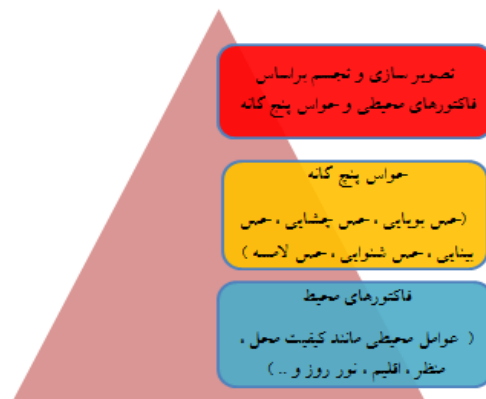 تصویر سازی و تجسم براساس
فاکتورهای محیطی و حواس پنج گانه
حواس پنج گانه
(حس بویایی ، حس چشایی ، حس
بینایی ، حس شنوایی ، حس لامسه )
فاکتورهای محیط
( عوامل محیطی مانند کیفیت محل ،
منظر ، اقلیم ، نور روز و .. )